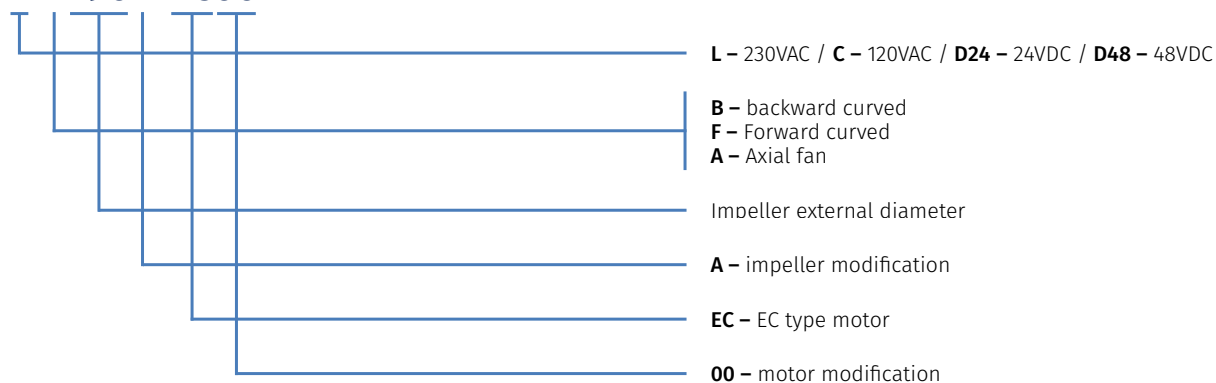 L – 230VAC / C – 120VAC / D24 – 24VDC / D48 – 48VDC
B – backward curved
F – Forward curved
A – Axial fan
Impeller external diameter
A – impeller modification
EC – EC type motor
00 – motor modification